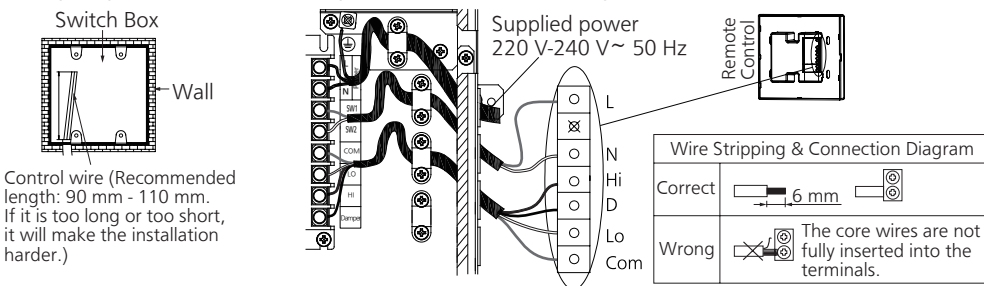 Switch Box
Wall
Control wire (Recommended
length: 90 mm - 110 mm.
If it is too long or too short,
it will make the installation
harder.)
N
SW1
SW2
COM
LO
HI
Damper
Supplied power
220 V-240 V~ 50 Hz
L
N
Hi
D
Lo
Com
Remote
Control
Wire Stripping & Connection Diagram
Correct
6 mm
Wrong
The core wires are not
fully inserted into the
terminals.